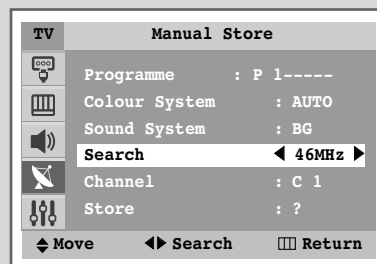 TV Manual Store
Programme : P 1-----
Colour System : AUTO
Sound System : BG
Search ◀ 46MHz ▶
Channel : C 1
Store : ?
Move Search Return